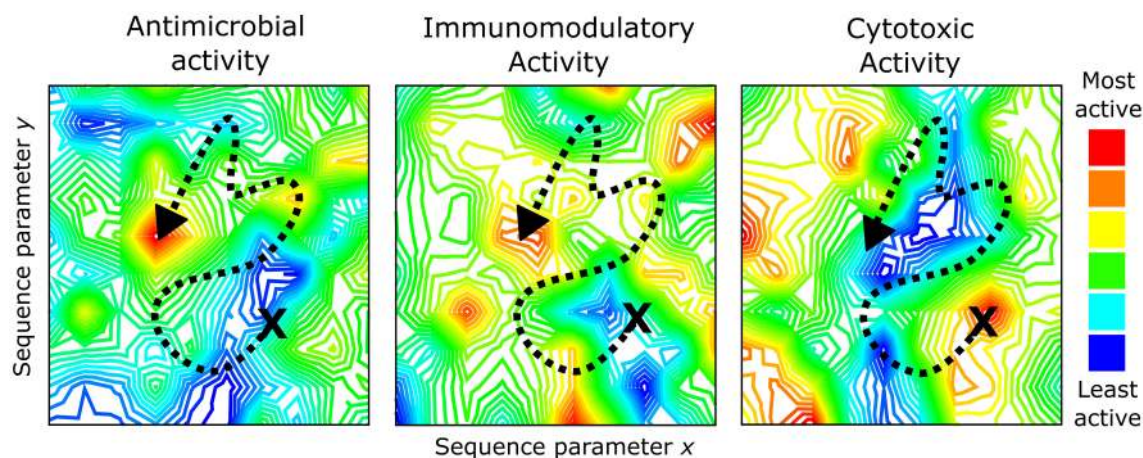 Antimicrobial
activity
Immunomodulatory
Activity
Cytotoxic
Activity
Sequence parameter y
X
X
X
Most
active
Least
active
Sequence parameter x